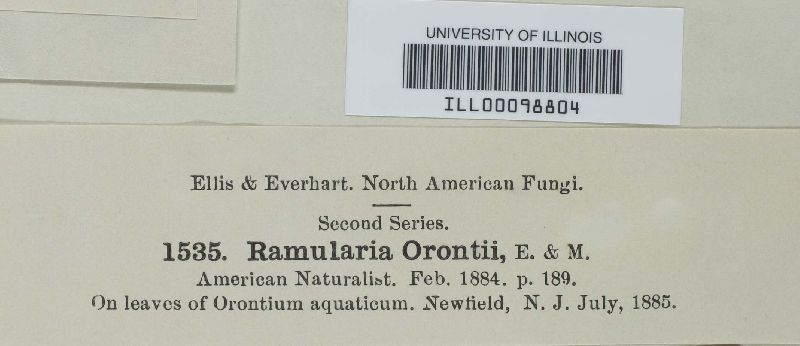 UNIVERSITY OF ILLINOIS
ILL00098804
Ellis & Everhart. North American Fungi.
Second Series.
1535. Ramularia Orontii, E. & M.
American Naturalist. Feb. 1884. p. 189.
On leaves of Orontium aquaticum. Newfield, N. J. July, 1885.